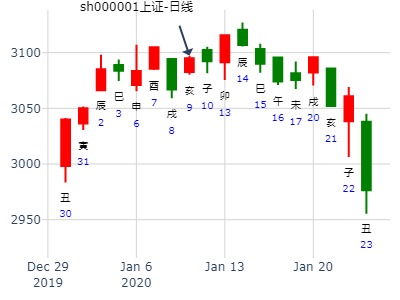 sh000001上证-日线
3100
3050
3000
2950
丑
30
寅
31
辰
2
巳
3
申
6
酉
7
戌
8
亥
9
子
10
卯
13
辰
14
巳
15
午
16
未
17
戌
20
亥
21
子
22
丑
23
Dec 29
2019
Jan 6
2020
Jan 13
Jan 20